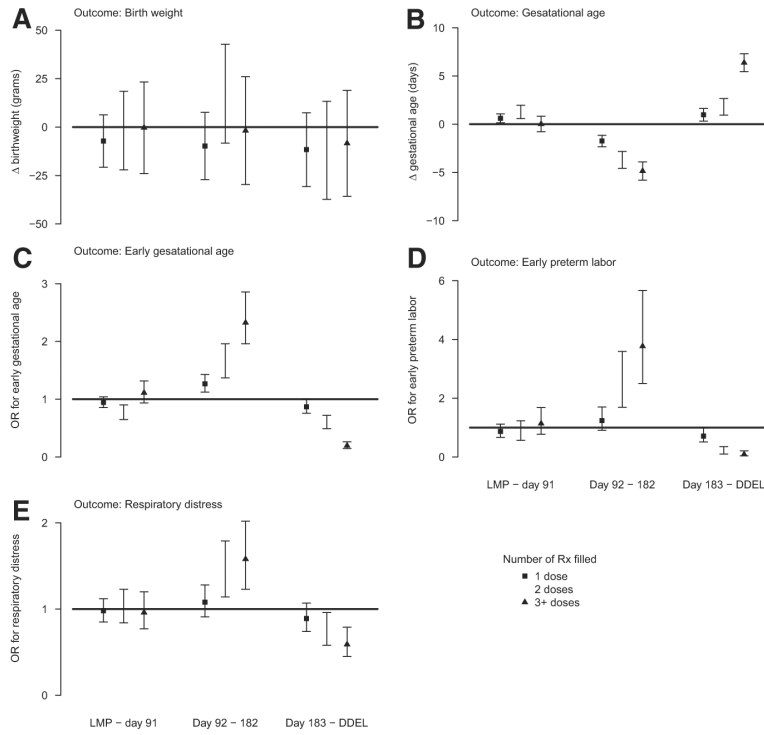 A
Outcome: Birth weight
Δ birthweight (grams)
50
25
0
−25
−50
B
Outcome: Gesatational age
Δ gestational age (days)
10
5
0
−5
−10
C
Outcome: Early gesatational age
OR for early gestational age
3
2
1
0
D
Outcome: Early preterm labor
OR for early preterm labor
6
4
2
0
LMP − day 91
Day 92 − 182
Day 183 − DDEL
E
Outcome: Respiratory distress
OR for respiratory distress
2
1
0
LMP − day 91
Day 92 − 182
Day 183 − DDEL
Number of Rx filled
1 dose
2 doses
3+ doses